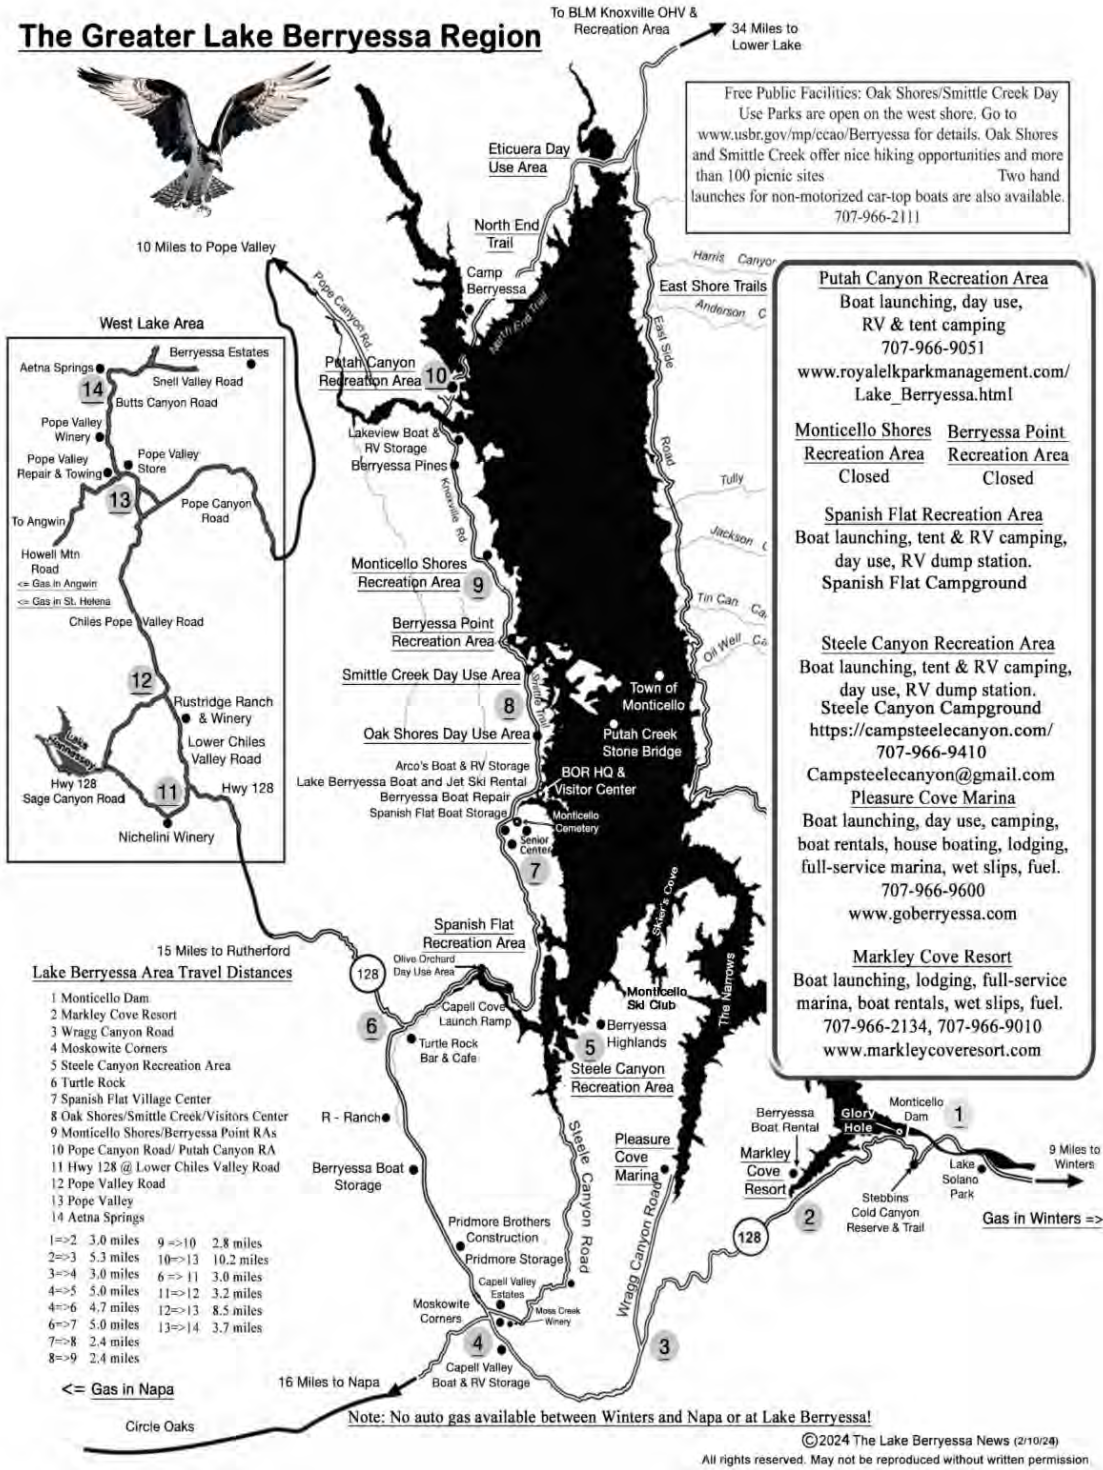 The Greater Lake Berryessa Region
To BLM Knoxville OHV &
Recreation Area
34 Miles to
Lower Lake
Free Public Facilities: Oak Shores/Smittle Creek Day
Use Parks are open on the west shore. Go to
www.usbr.gov/mp/ccao/Berryessa for details. Oak Shores
and Smittle Creek offer nice hiking opportunities and more
than 100 picnic sites Two hand
launches for non-motorized car-top boats are also available.
707-966-2111
Eticuera Day
Use Area
North End
Trail
Camp
Berryessa
North End Trail
10 Miles to Pope Valley
Pope Canyon Rd.
Harris Canyon
East Shore Trails
Anderson C
East Side
Road
Putah Canyon
Recreation Area
10
Lakeview Boat &
RV Storage
Berryessa Pines
Knoxville Rd
Tully
Jackson C
Tin Can Ca
Oil Well Ca
Monticello Shores
Recreation Area
9
Berryessa Point
Recreation Area
Smittle Creek Day Use Area
8
Smittle Trail
Oak Shores Day Use Area
Town of
Monticello
Putah Creek
Stone Bridge
BOR HQ &
Visitor Center
Arco's Boat & RV Storage
Lake Berryessa Boat and Jet Ski Rental
Berryessa Boat Repair
Spanish Flat Boat Storage
Monticello
Cemetery
Senior
Center
7
Skier's Cove
The Narrows
Spanish Flat
Recreation Area
Olive Orchard
Day Use Area
Capell Cove
Launch Ramp
Monticello
Ski Club
Berryessa
Highlands
5
Steele Canyon
Recreation Area
West Lake Area
Aetna Springs
14
Berryessa Estates
Snell Valley Road
Butts Canyon Road
Pope Valley
Winery
Pope Valley
Repair & Towing
Pope Valley
Store
13
Pope Canyon
Road
To Angwin
Howell Mtn
Road
<= Gas in Angwin
<= Gas in St. Helena
Chiles Pope Valley Road
12
Rustridge Ranch
& Winery
Lower Chiles
Valley Road
Lake
Hennessey
Hwy 128
Sage Canyon Road
11
Hwy 128
Nichelini Winery
15 Miles to Rutherford
128
6
Turtle Rock
Bar & Cafe
R - Ranch
Berryessa Boat
Storage
Pridmore Brothers
Construction
Pridmore Storage
Capell Valley
Estates
Moss Creek
Winery
Moskowite
Corners
4
Capell Valley
Boat & RV Storage
Steele Canyon Road
Pleasure
Cove
Marina
Wragg Canyon Road
3
128
2
Berryessa
Boat Rental
Markley
Cove
Resort
Glory
Hole
Monticello
Dam
1
Stebbins
Cold Canyon
Reserve & Trail
Lake
Solano
Park
9 Miles to
Winters
Gas in Winters =>
Putah Canyon Recreation Area
Boat launching, day use,
RV & tent camping
707-966-9051
www.royalelkparkmanagement.com/
Lake_Berryessa.html
Monticello Shores
Recreation Area
Closed
Berryessa Point
Recreation Area
Closed
Spanish Flat Recreation Area
Boat launching, tent & RV camping,
day use, RV dump station.
Spanish Flat Campground
Steele Canyon Recreation Area
Boat launching, tent & RV camping,
day use, RV dump station.
Steele Canyon Campground
https://campsteelecanyon.com/
707-966-9410
Campsteelecanyon@gmail.com
Pleasure Cove Marina
Boat launching, day use, camping,
boat rentals, house boating, lodging,
full-service marina, wet slips, fuel.
707-966-9600
www.goberryessa.com
Markley Cove Resort
Boat launching, lodging, full-service
marina, boat rentals, wet slips, fuel.
707-966-2134, 707-966-9010
www.markleycoveresort.com
Lake Berryessa Area Travel Distances
1 Monticello Dam
2 Markley Cove Resort
3 Wragg Canyon Road
4 Moskowite Corners
5 Steele Canyon Recreation Area
6 Turtle Rock
7 Spanish Flat Village Center
8 Oak Shores/Smittle Creek/Visitors Center
9 Monticello Shores/Berryessa Point RAs
10 Pope Canyon Road/ Putah Canyon RA
11 Hwy 128 @ Lower Chiles Valley Road
12 Pope Valley Road
13 Pope Valley
14 Aetna Springs
1=>2 3.0 miles 9 =>10 2.8 miles
2=>3 5.3 miles 10=>13 10.2 miles
3=>4 3.0 miles 6 => 11 3.0 miles
4=>5 5.0 miles 11=>12 3.2 miles
4=>6 4.7 miles 12=>13 8.5 miles
6=>7 5.0 miles 13=>14 3.7 miles
7=>8 2.4 miles
8=>9 2.4 miles
<= Gas in Napa
16 Miles to Napa
Circle Oaks
Note: No auto gas available between Winters and Napa or at Lake Berryessa!
©2024 The Lake Berryessa News (2/10/24)
All rights reserved. May not be reproduced without written permission